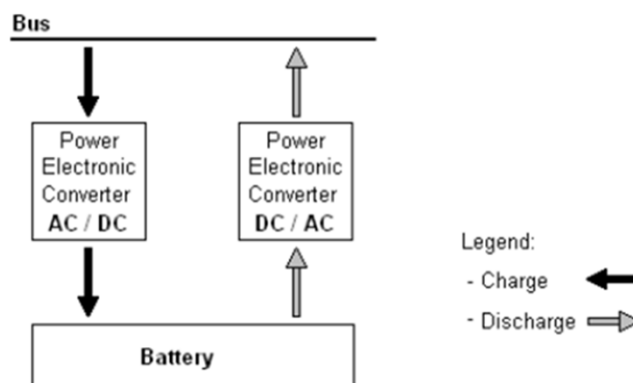 Bus
Power
Electronic
Converter
AC / DC
Power
Electronic
Converter
DC / AC
Legend:
- Charge
- Discharge
Battery